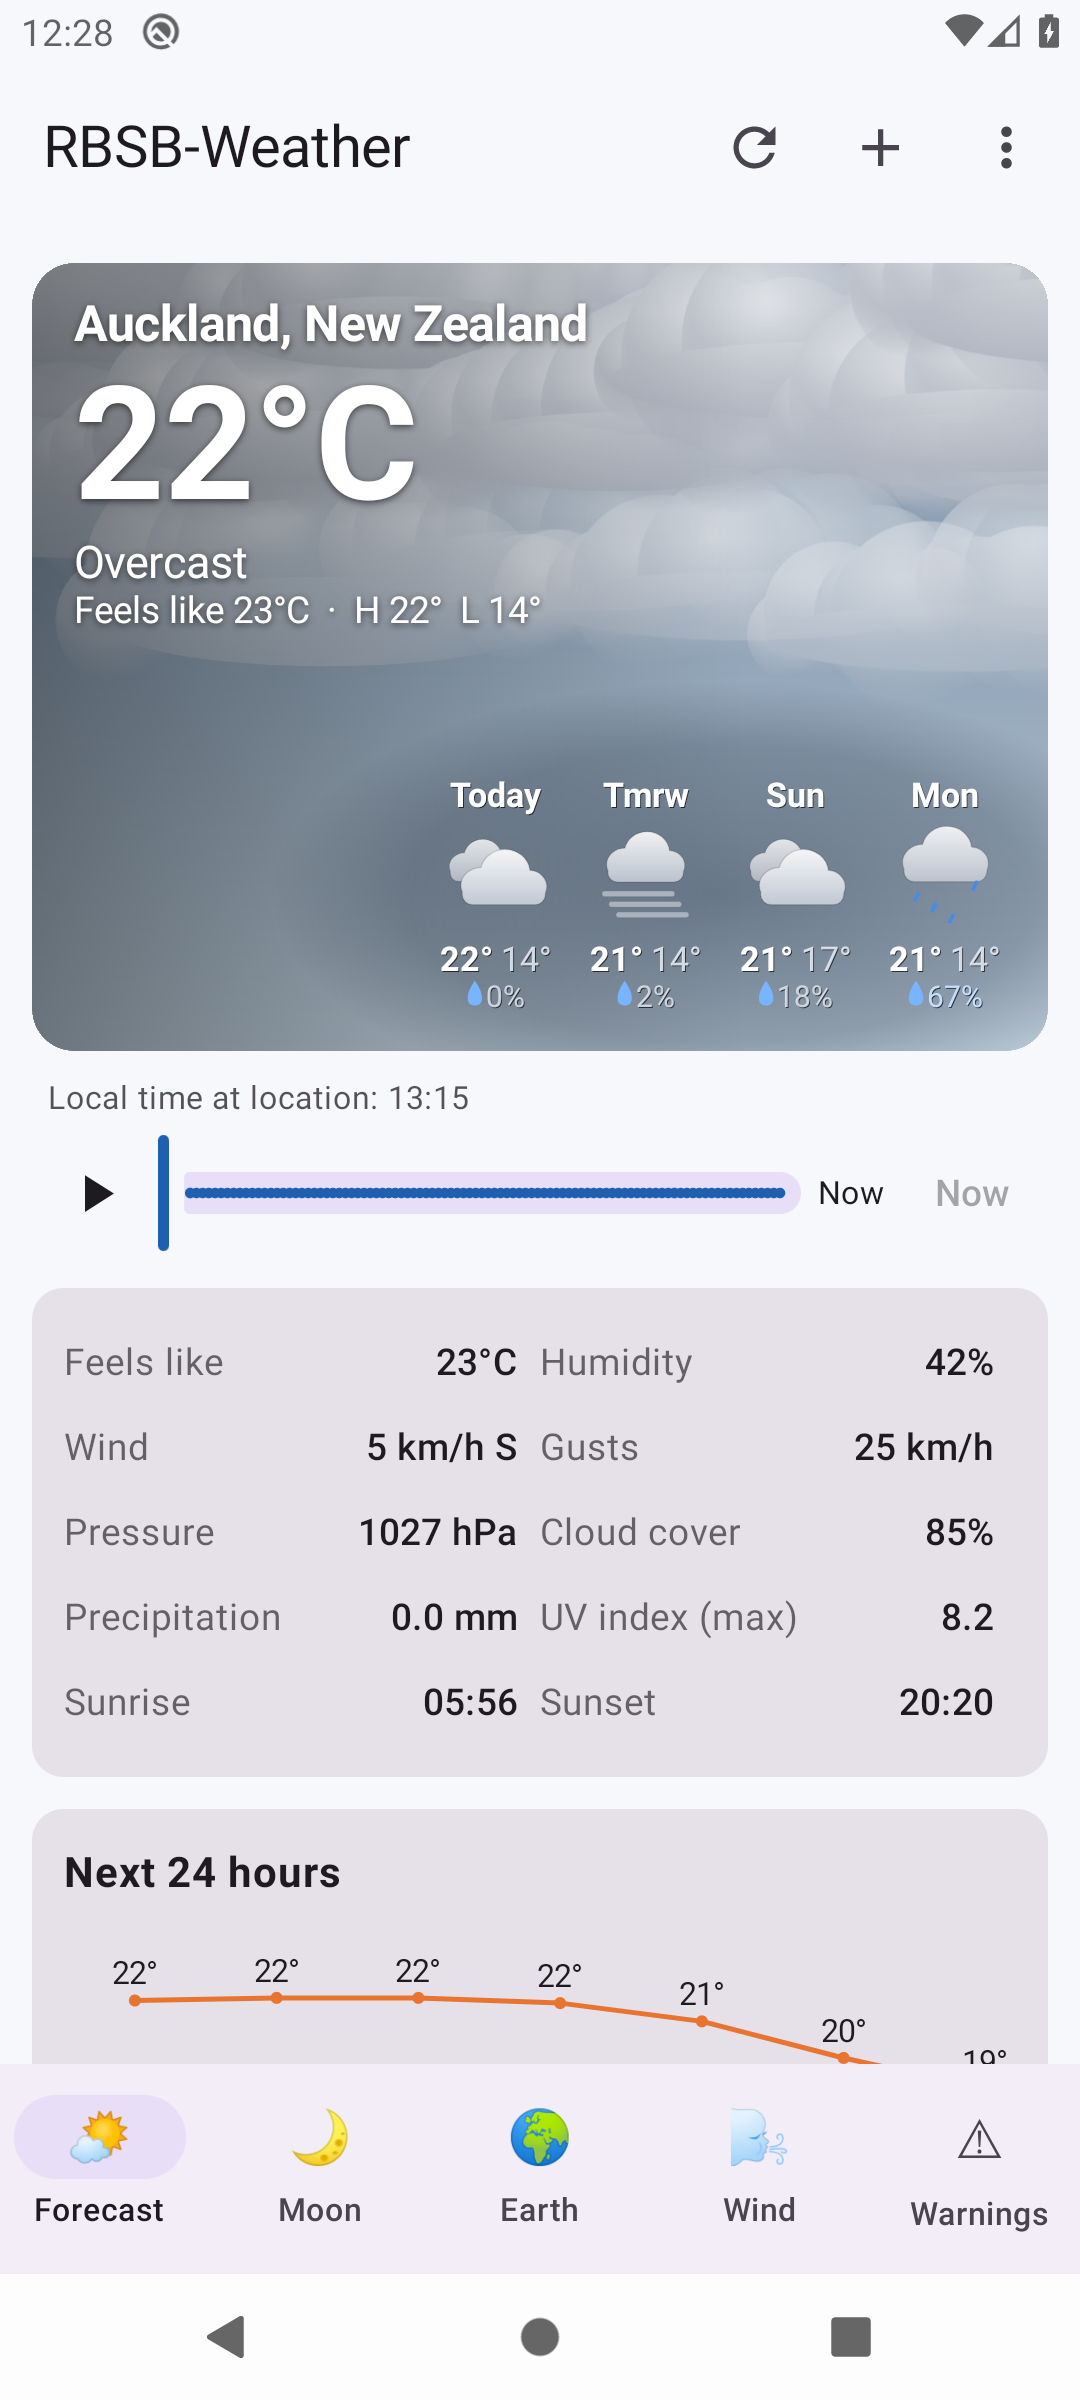 12:28
RBSB-Weather
Auckland, New Zealand
22°C
Overcast
Feels like 23°C · H 22° L 14°
Today Tmrw Sun Mon
22° 14° 21° 14° 21° 17° 21° 14°
0% 2% 18% 67%
Local time at location: 13:15
Now Now
Feels like 23°C Humidity 42%
Wind 5 km/h S Gusts 25 km/h
Pressure 1027 hPa Cloud cover 85%
Precipitation 0.0 mm UV index (max) 8.2
Sunrise 05:56 Sunset 20:20
Next 24 hours
22° 22° 22° 22° 21° 20° 19°
Forecast Moon Earth Wind Warnings